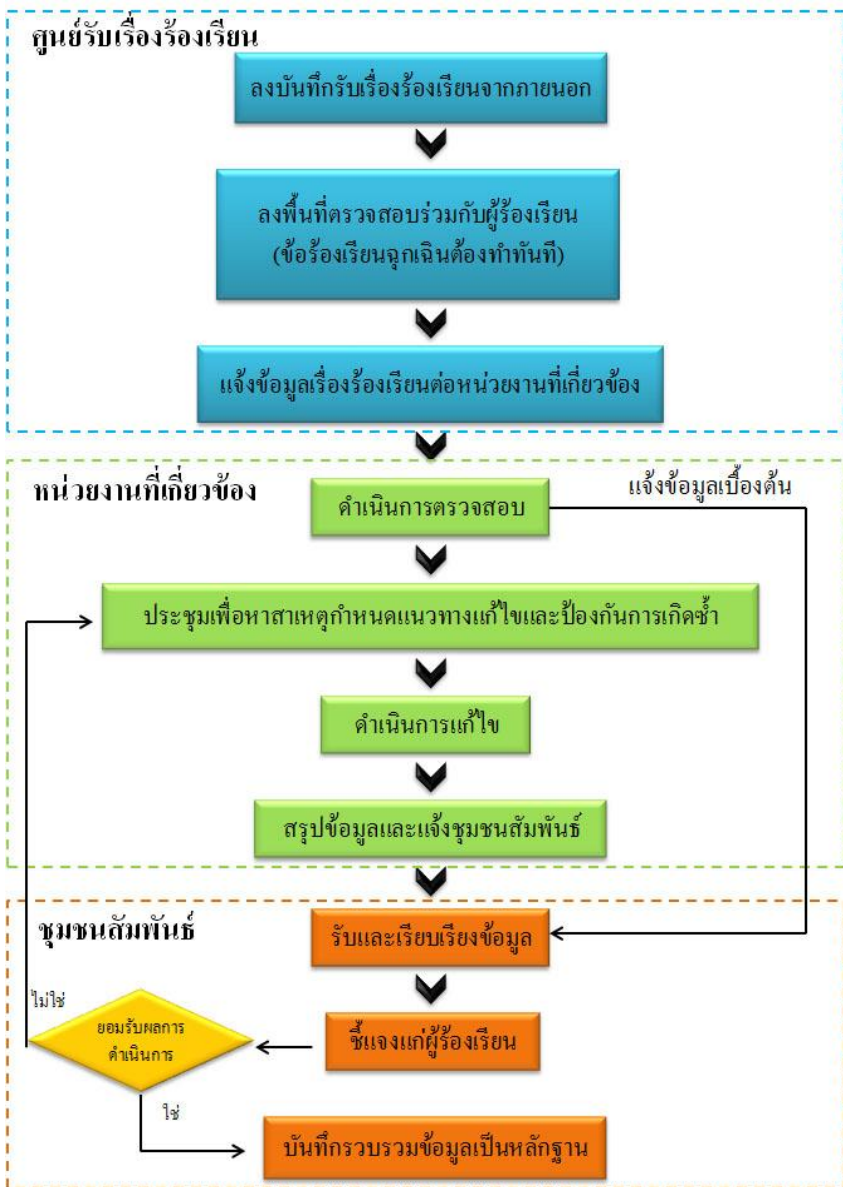 ศูนย์รับเรื่องร้องเรียน
ลงบันทึกรับเรื่องร้องเรียนจากภายนอก
ลงพื้นที่ตรวจสอบร่วมกับผู้ร้องเรียน
(ข้อร้องเรียนฉุกเฉินต้องทำทันที)
แจ้งข้อมูลเรื่องร้องเรียนต่อหน่วยงานที่เกี่ยวข้อง
หน่วยงานที่เกี่ยวข้อง
แจ้งข้อมูลเบื้องต้น
ดำเนินการตรวจสอบ
ประชุมเพื่อหาสาเหตุกำหนดแนวทางแก้ไขและป้องกันการเกิดซ้ำ
ดำเนินการแก้ไข
สรุปข้อมูลและแจ้งชุมชนสัมพันธ์
ชุมชนสัมพันธ์
รับและเรียบเรียงข้อมูล
ไม่ใช่
ยอมรับผลการ
ดำเนินการ
ชี้แจงแก่ผู้ร้องเรียน
ใช่
บันทึกรวบรวมข้อมูลเป็นหลักฐาน